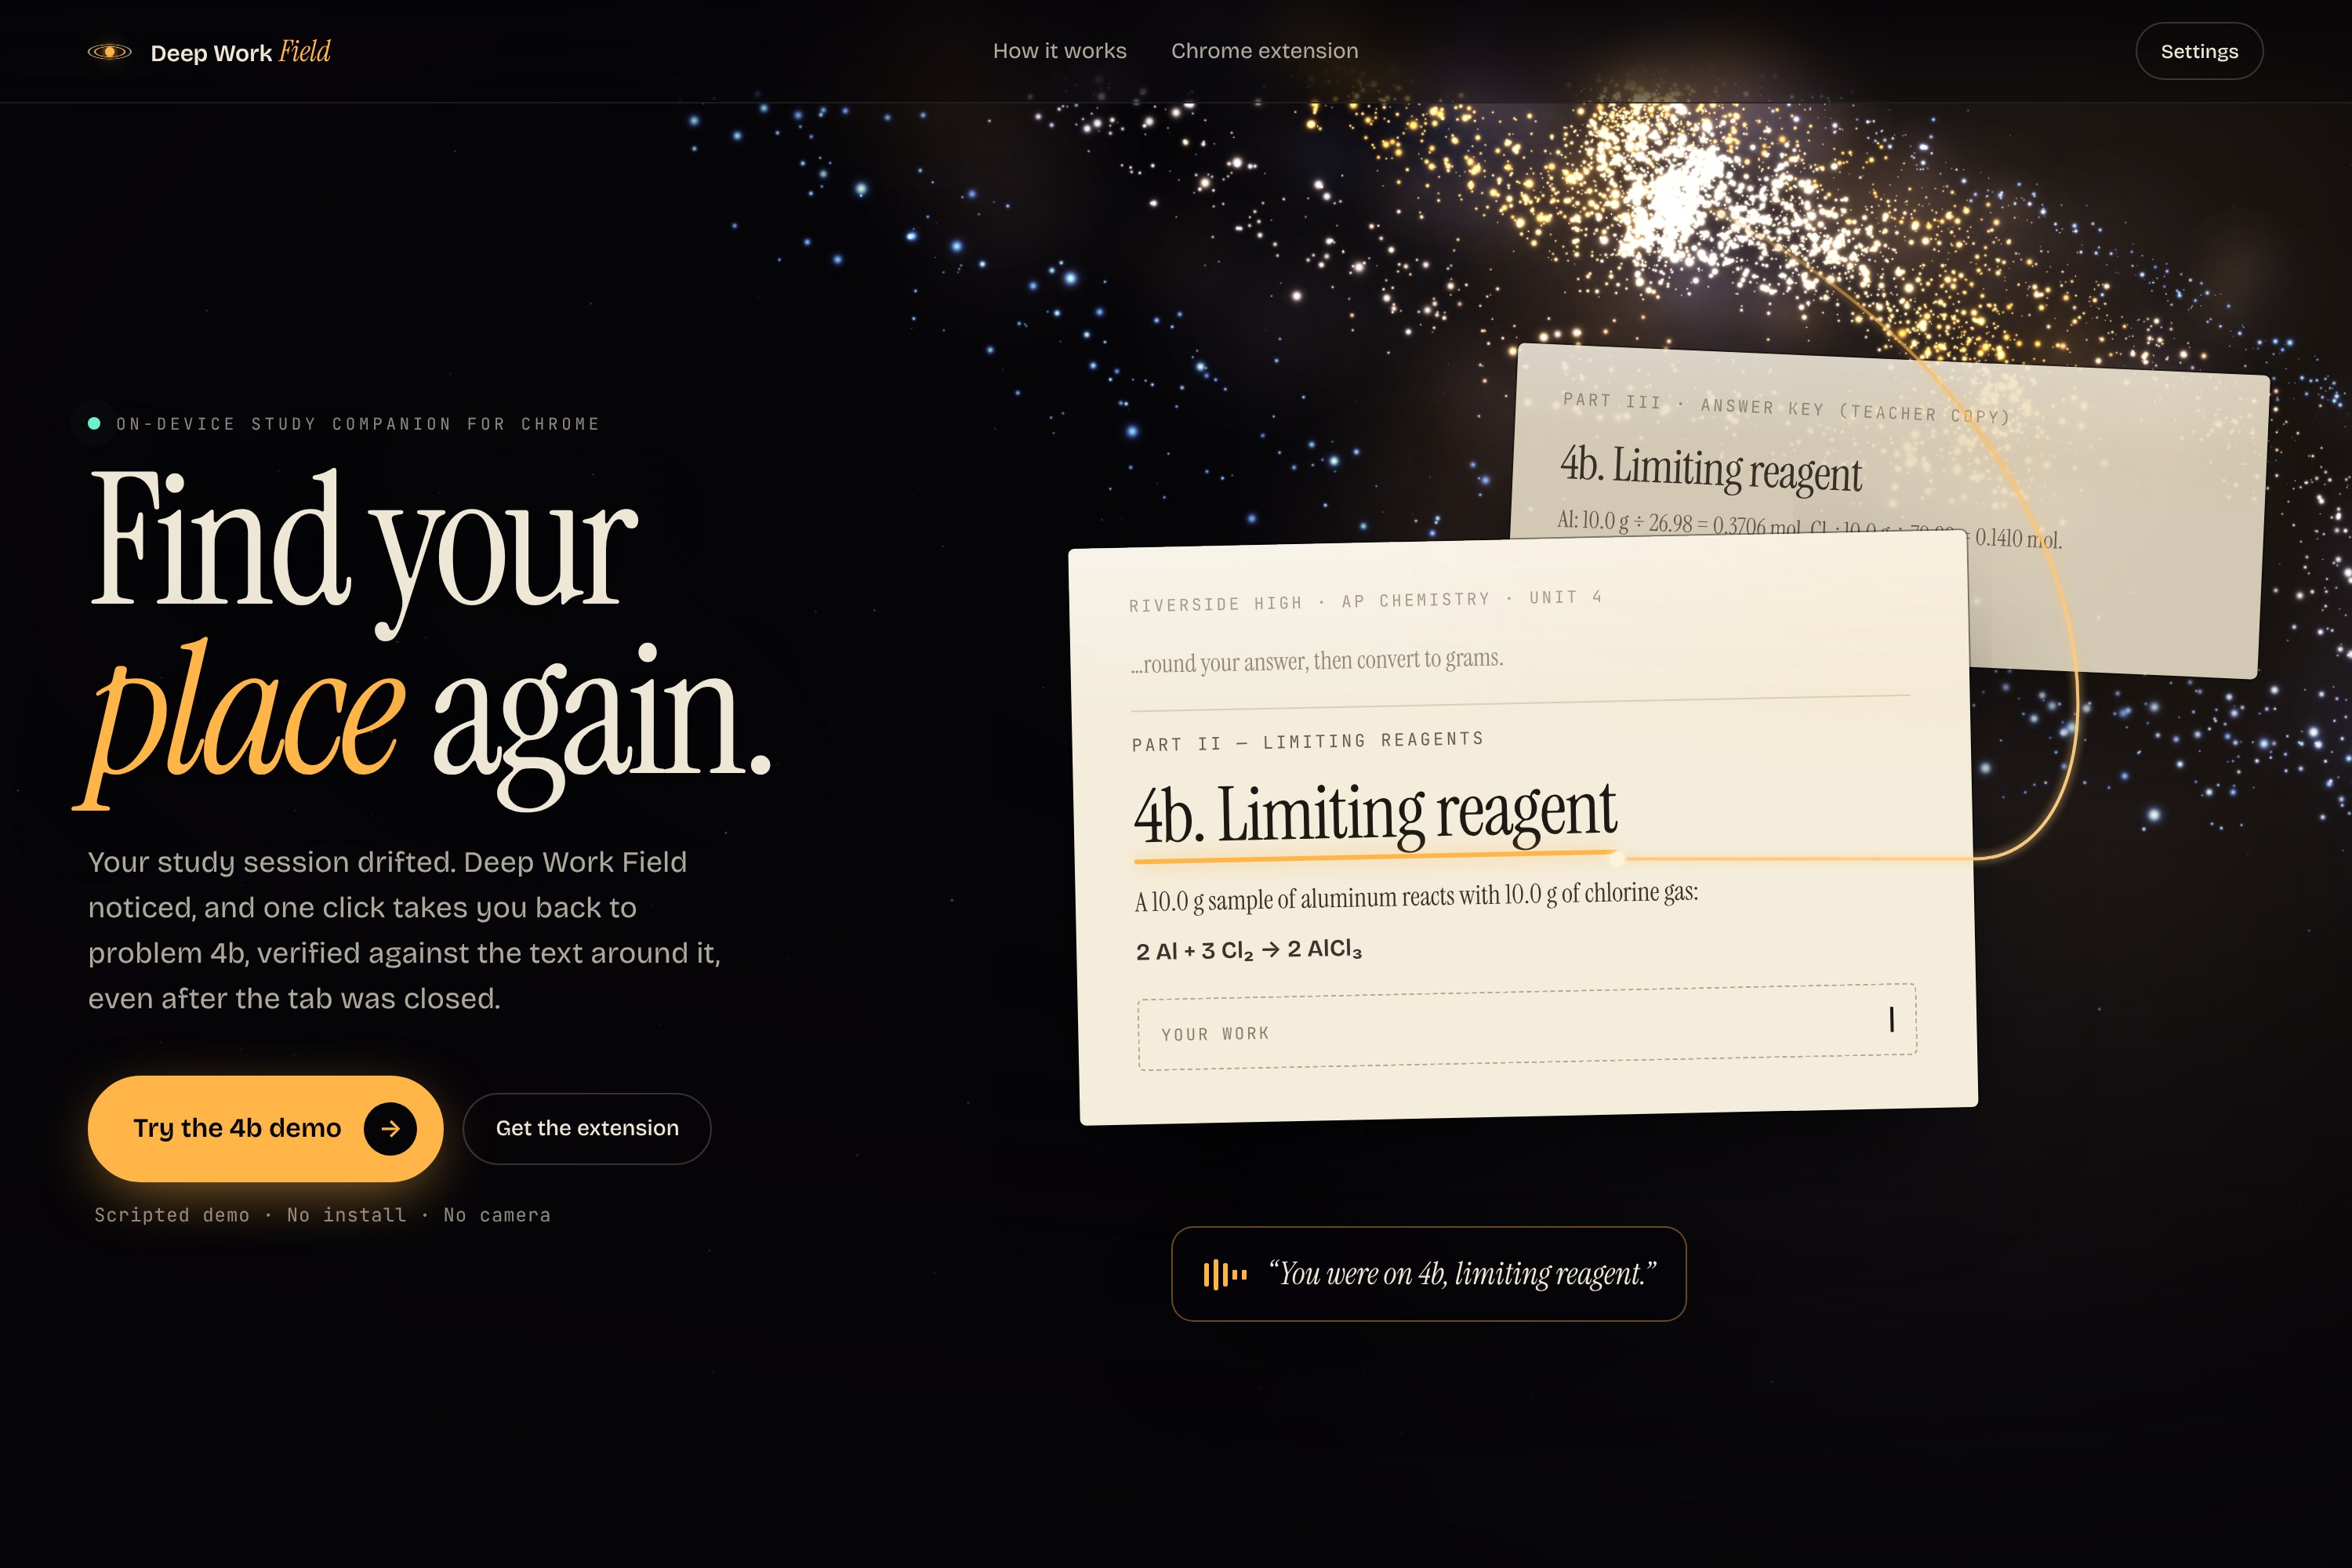 Deep Work Field
How it works
Chrome extension
Settings
ON-DEVICE STUDY COMPANION FOR CHROME
Find your
place again.
Your study session drifted. Deep Work Field
noticed, and one click takes you back to
problem 4b, verified against the text around it,
even after the tab was closed.
Try the 4b demo →
Get the extension
Scripted demo · No install · No camera
PART III · ANSWER KEY (TEACHER COPY)
4b. Limiting reagent
Al: 10.0 g ÷ 26.98 = 0.3706 mol. = 0.1410 mol.
RIVERSIDE HIGH · AP CHEMISTRY · UNIT 4
...round your answer, then convert to grams.
PART II — LIMITING REAGENTS
4b. Limiting reagent
A 10.0 g sample of aluminum reacts with 10.0 g of chlorine gas:
2 Al + 3 Cl₂ → 2 AlCl₃
YOUR WORK
“You were on 4b, limiting reagent.”